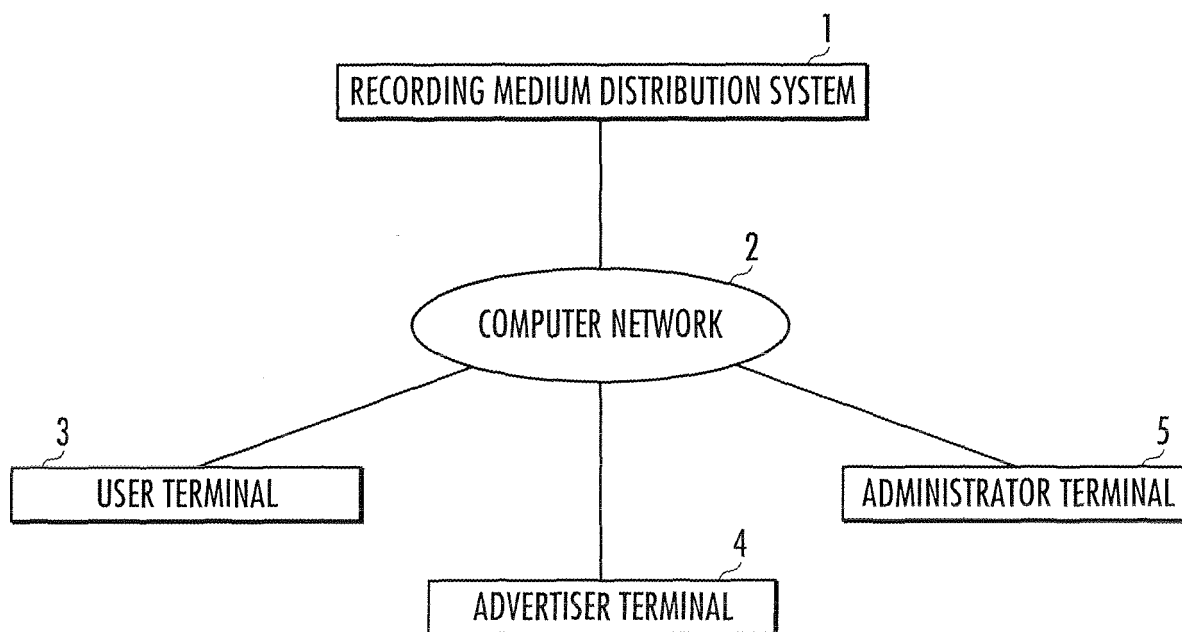 1
RECORDING MEDIUM DISTRIBUTION SYSTEM
2
COMPUTER NETWORK
3
USER TERMINAL
5
ADMINISTRATOR TERMINAL
4
ADVERTISER TERMINAL